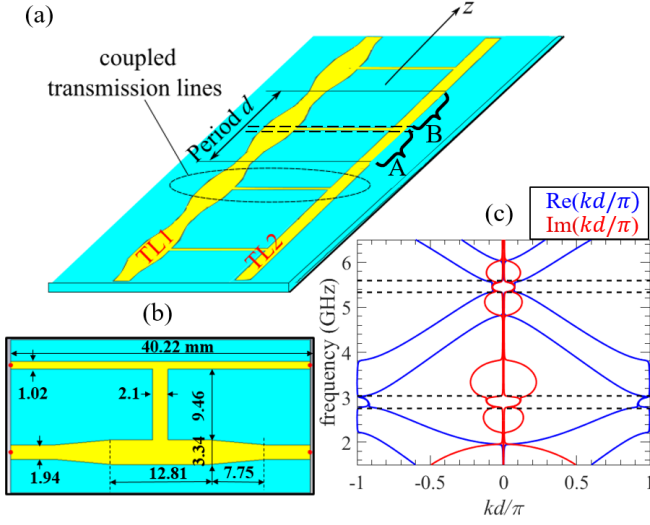 (a)
z
coupled
transmission lines
Period d
B
A
TL1
TL2
(b)
40.22 mm
1.02
2.1
9.46
3.34
1.94
12.81
7.75
(c)
Re(kd/π)
Im(kd/π)
frequency (GHz)
6
5
4
3
2
-1
-0.5
0
0.5
1
kd/π